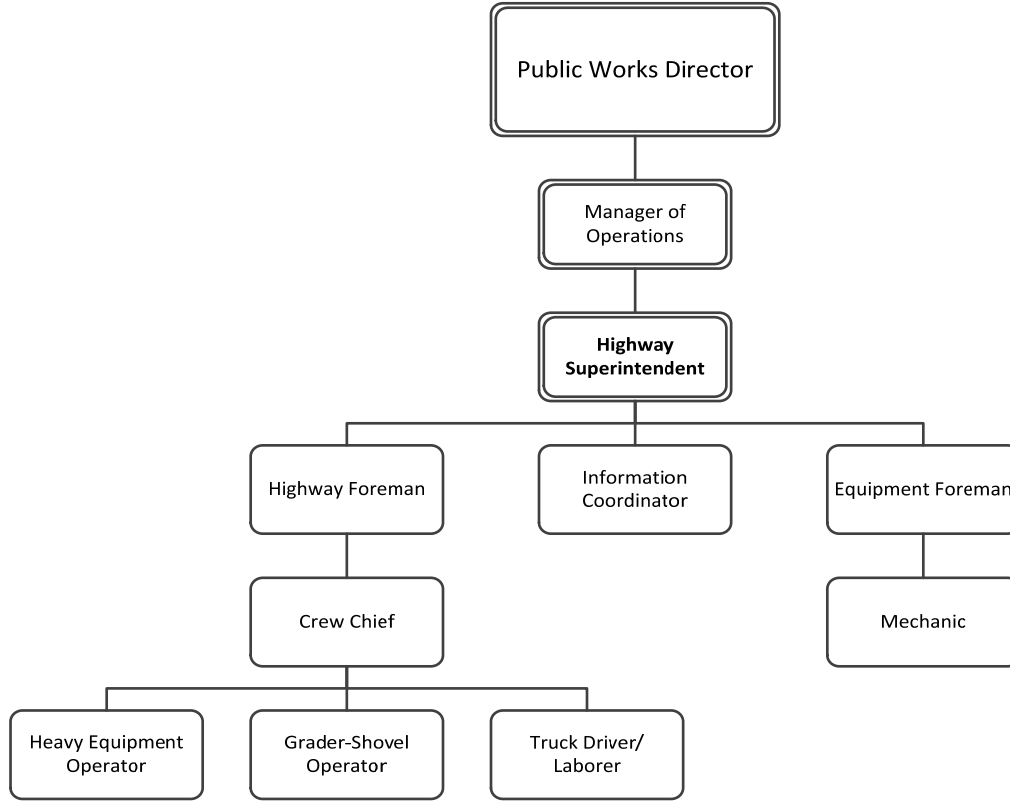 Public Works Director
Manager of
Operations
Highway
Superintendent
Highway Foreman
Information
Coordinator
Equipment Foreman
Crew Chief
Mechanic
Heavy Equipment
Operator
Grader-Shovel
Operator
Truck Driver/
Laborer